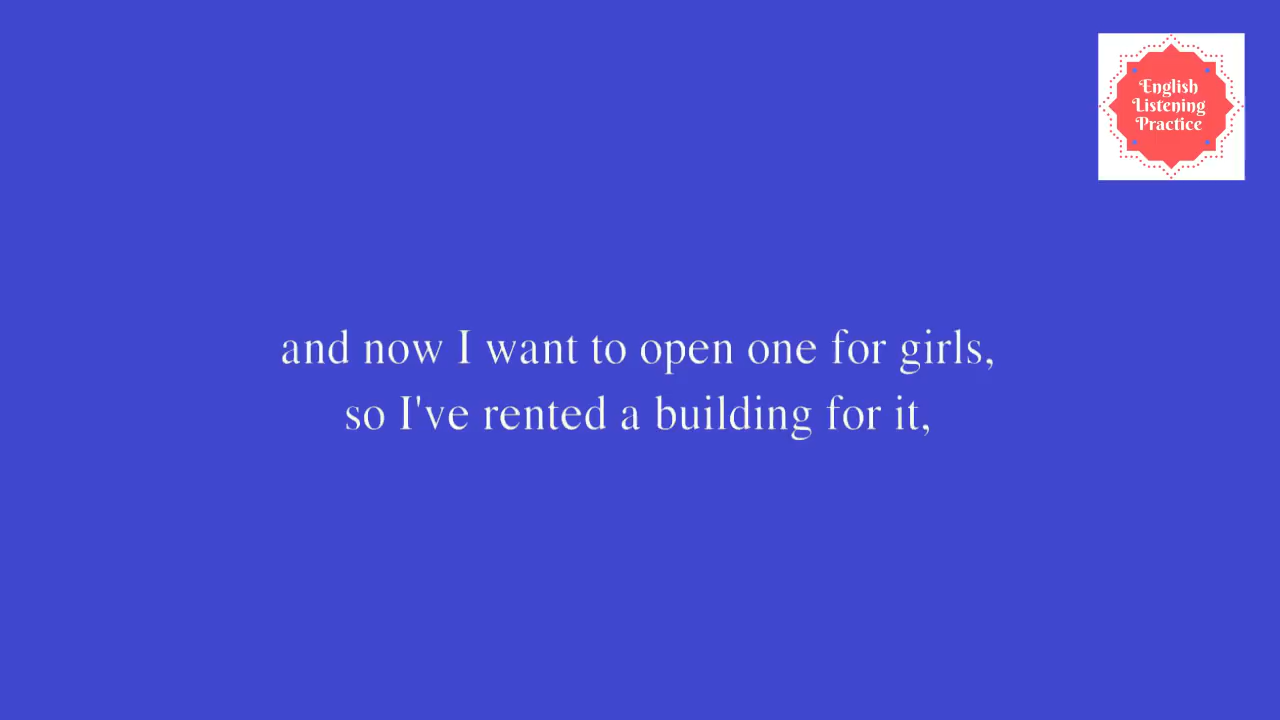 English
Listening
Practice
and now I want to open one for girls,
so I've rented a building for it,